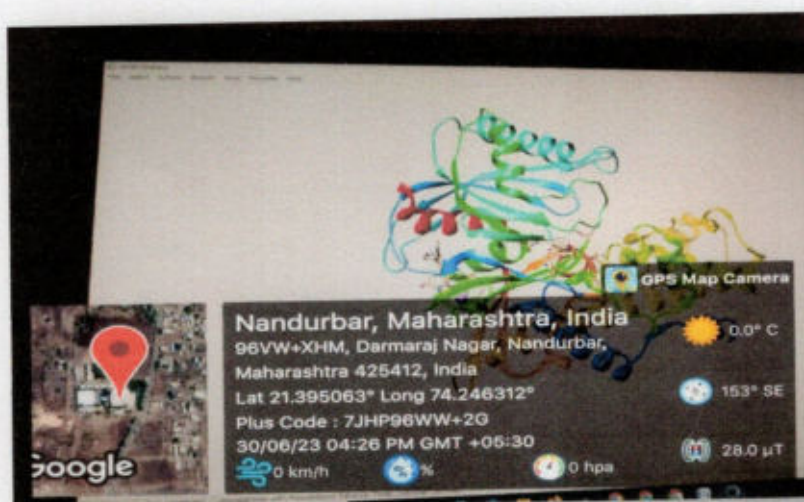 GPS Map Camera
Nandurbar, Maharashtra, India
96VW+XHM, Darmaraj Nagar, Nandurbar,
Maharashtra 425412, India
Lat 21.395063° Long 74.246312°
Plus Code : 7JHP96WW+2G
30/06/23 04:26 PM GMT +05:30
0 km/h
%
0 hpa
0.0° C
153° SE
28.0 µT
Google